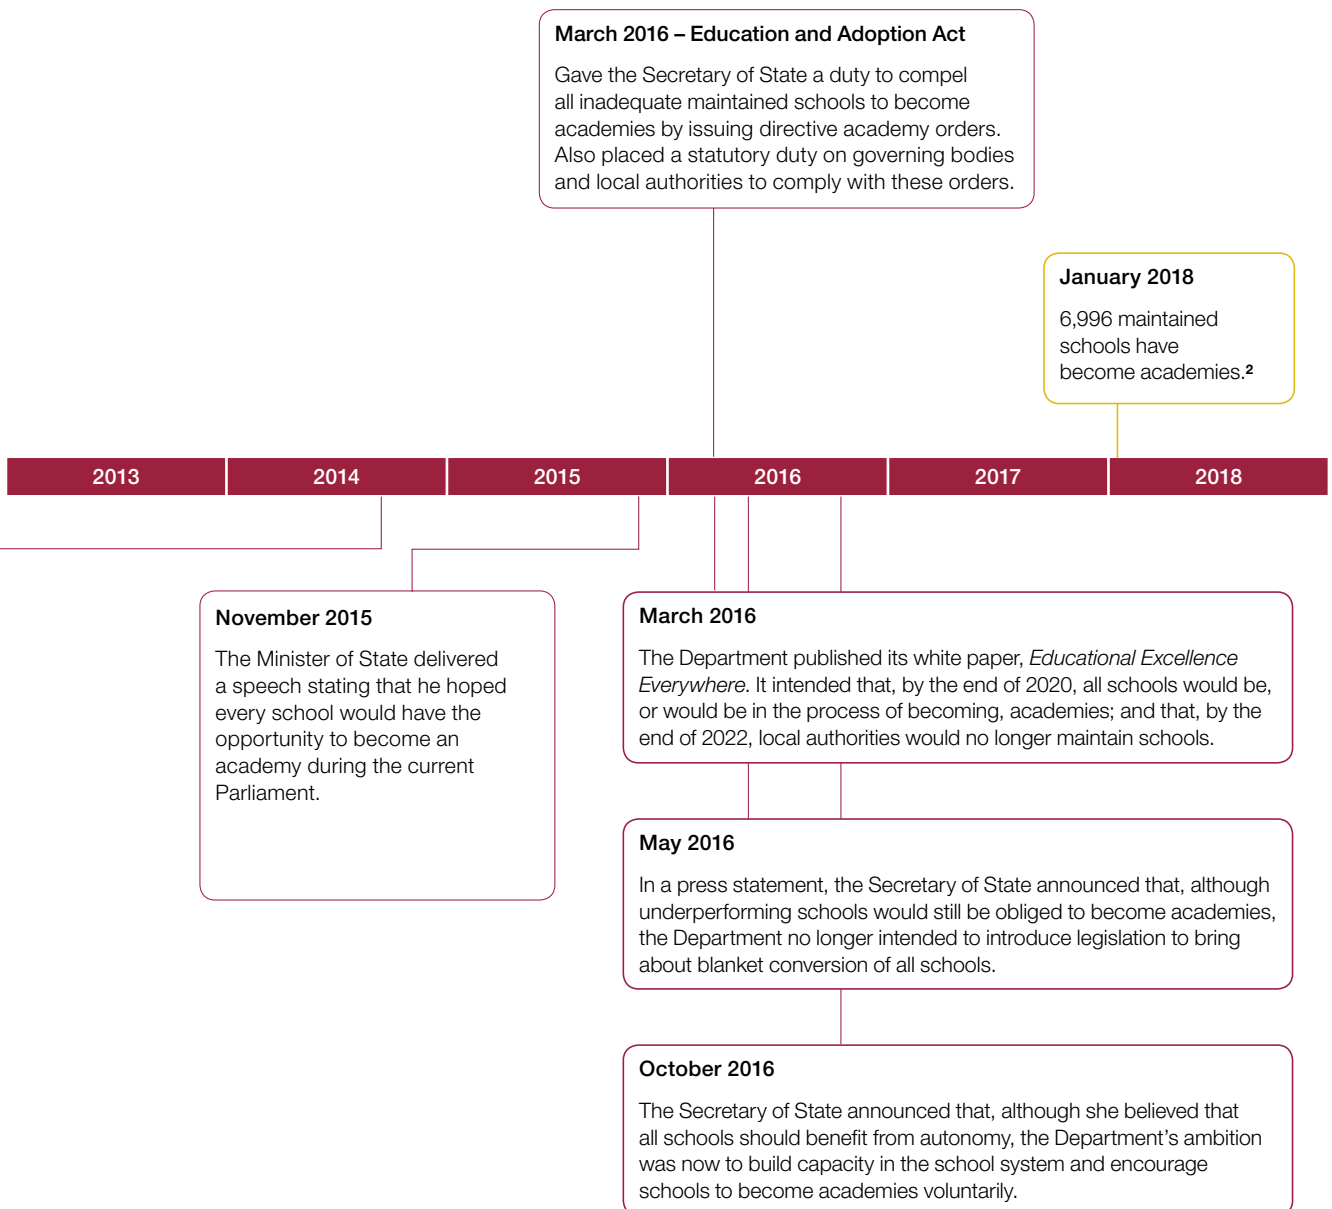 March 2016 – Education and Adoption Act
Gave the Secretary of State a duty to compel
all inadequate maintained schools to become
academies by issuing directive academy orders.
Also placed a statutory duty on governing bodies
and local authorities to comply with these orders.
January 2018
6,996 maintained
schools have
become academies.2
2013 2014 2015 2016 2017 2018
November 2015
The Minister of State delivered
a speech stating that he hoped
every school would have the
opportunity to become an
academy during the current
Parliament.
March 2016
The Department published its white paper, Educational Excellence
Everywhere. It intended that, by the end of 2020, all schools would be,
or would be in the process of becoming, academies; and that, by the
end of 2022, local authorities would no longer maintain schools.
May 2016
In a press statement, the Secretary of State announced that, although
underperforming schools would still be obliged to become academies,
the Department no longer intended to introduce legislation to bring
about blanket conversion of all schools.
October 2016
The Secretary of State announced that, although she believed that
all schools should benefit from autonomy, the Department’s ambition
was now to build capacity in the school system and encourage
schools to become academies voluntarily.